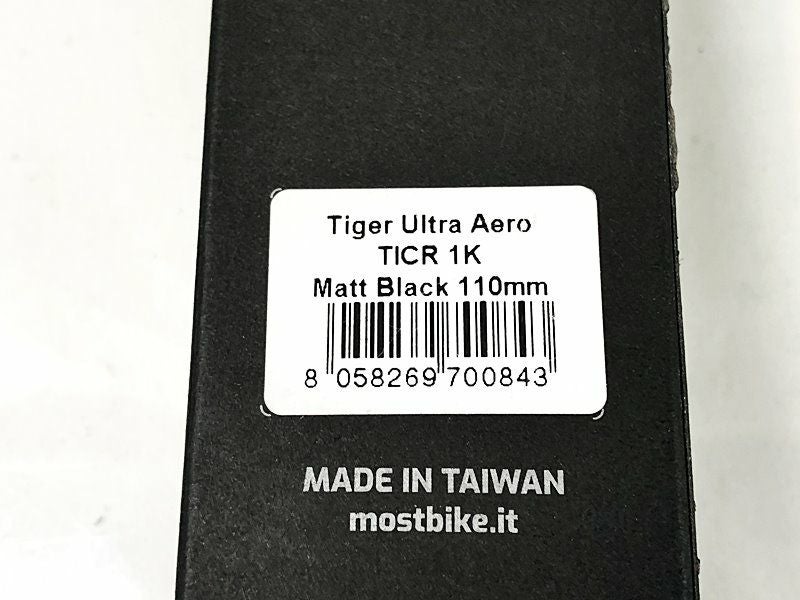 Tiger Ultra Aero
TICR 1K
Matt Black 110mm
8 058269 700843
MADE IN TAIWAN
mostbike.it